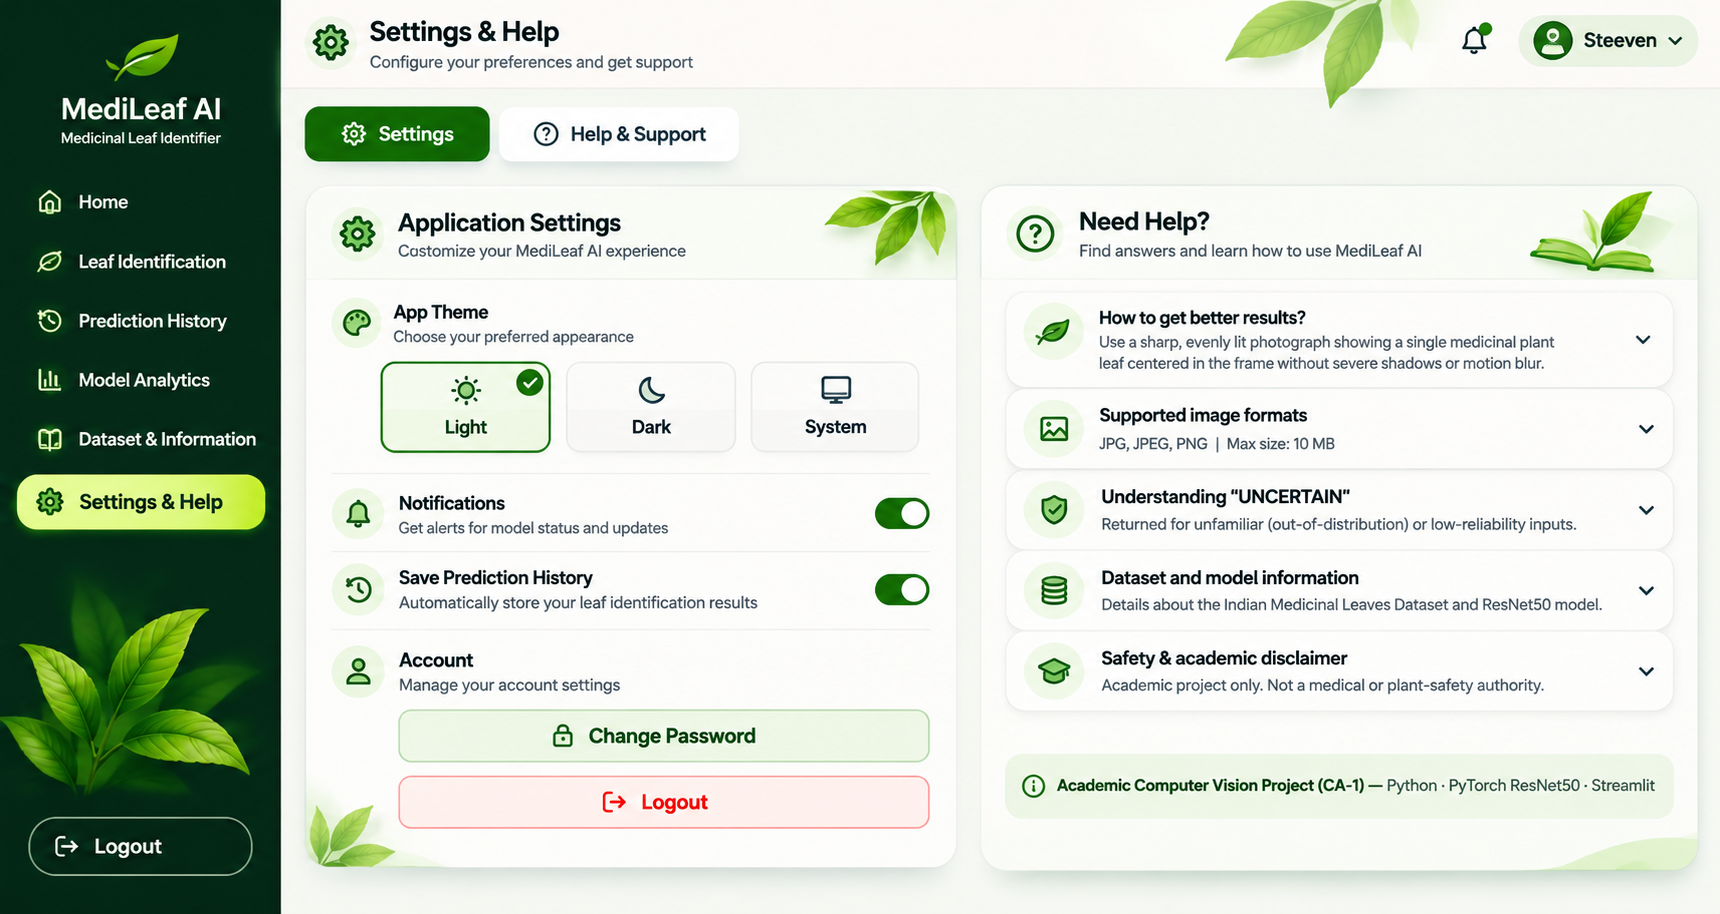 MediLeaf AI
Medicinal Leaf Identifier
Home
Leaf Identification
Prediction History
Model Analytics
Dataset & Information
Settings & Help
Logout
Settings & Help
Configure your preferences and get support
Steeven
Settings
Help & Support
Application Settings
Customize your MediLeaf AI experience
App Theme
Choose your preferred appearance
Light
Dark
System
Notifications
Get alerts for model status and updates
Save Prediction History
Automatically store your leaf identification results
Account
Manage your account settings
Change Password
Logout
Need Help?
Find answers and learn how to use MediLeaf AI
How to get better results?
Use a sharp, evenly lit photograph showing a single medicinal plant
leaf centered in the frame without severe shadows or motion blur.
Supported image formats
JPG, JPEG, PNG | Max size: 10 MB
Understanding “UNCERTAIN”
Returned for unfamiliar (out-of-distribution) or low-reliability inputs.
Dataset and model information
Details about the Indian Medicinal Leaves Dataset and ResNet50 model.
Safety & academic disclaimer
Academic project only. Not a medical or plant-safety authority.
Academic Computer Vision Project (CA-1) — Python · PyTorch ResNet50 · Streamlit